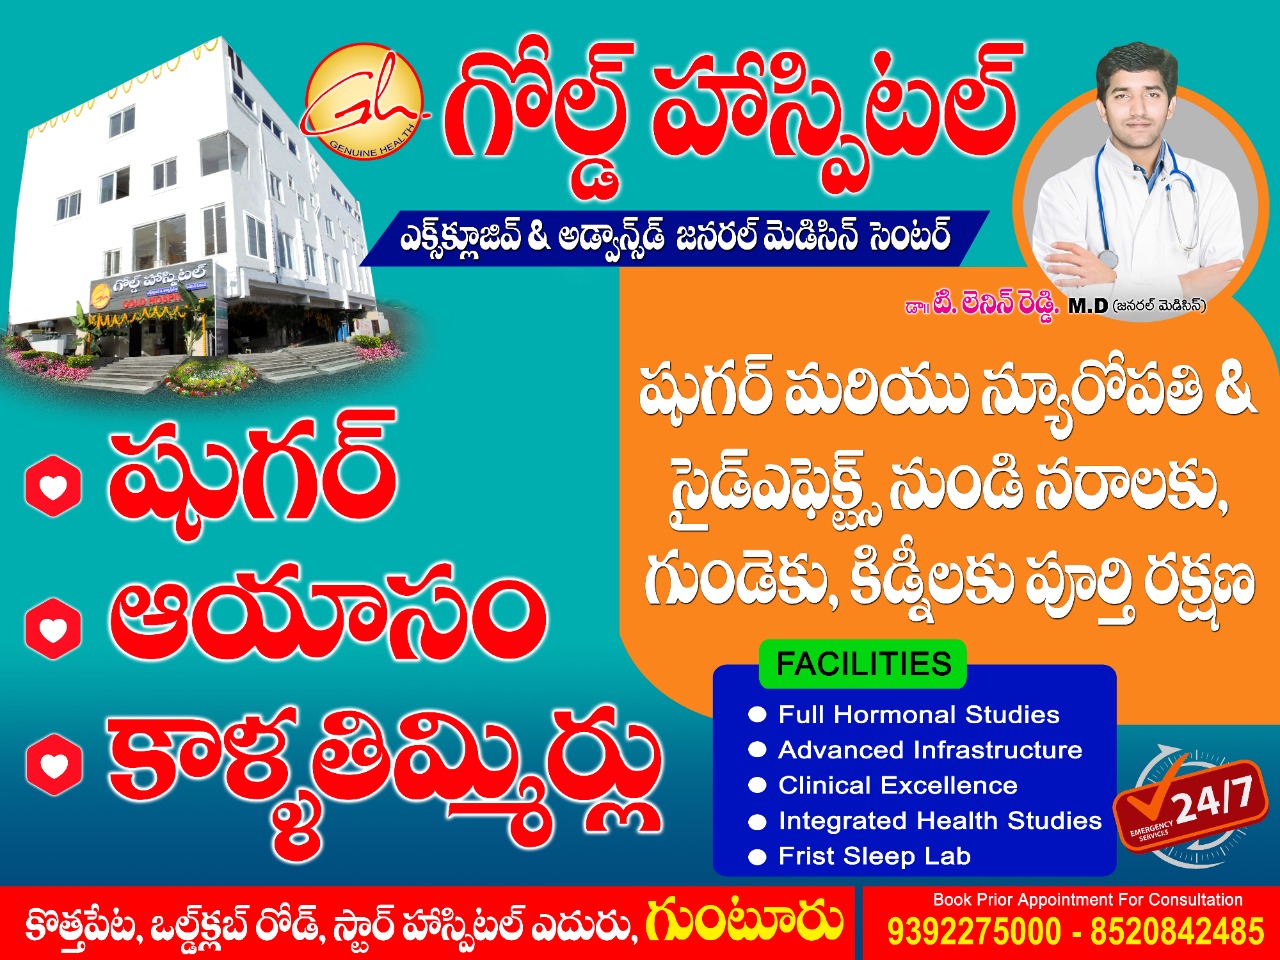 Gh.
GENUINE HEALTH
గోల్డ్ హాస్పిటల్
ఎక్స్‌క్లూజివ్ & అడ్వాన్స్‌డ్ జనరల్ మెడిసిన్ సెంటర్
గోల్డ్ హాస్పిటల్
డా॥ టి. లెనిన్ రెడ్డి. M.D (జనరల్ మెడిసిన్)
షుగర్ మరియు న్యూరోపతి &
సైడ్ఎఫెక్ట్స్ నుండి నరాలకు,
గుండెకు, కిడ్నీలకు పూర్తి రక్షణ
షుగర్
ఆయాసం
కాళ్ళతిమ్మిర్లు
FACILITIES
Full Hormonal Studies
Advanced Infrastructure
Clinical Excellence
Integrated Health Studies
Frist Sleep Lab
EMERGENCY SERVICES 24/7
కొత్తపేట, ఒల్డ్‌క్లబ్ రోడ్, స్టార్ హాస్పిటల్ ఎదురు, గుంటూరు
Book Prior Appointment For Consultation
9392275000 - 8520842485